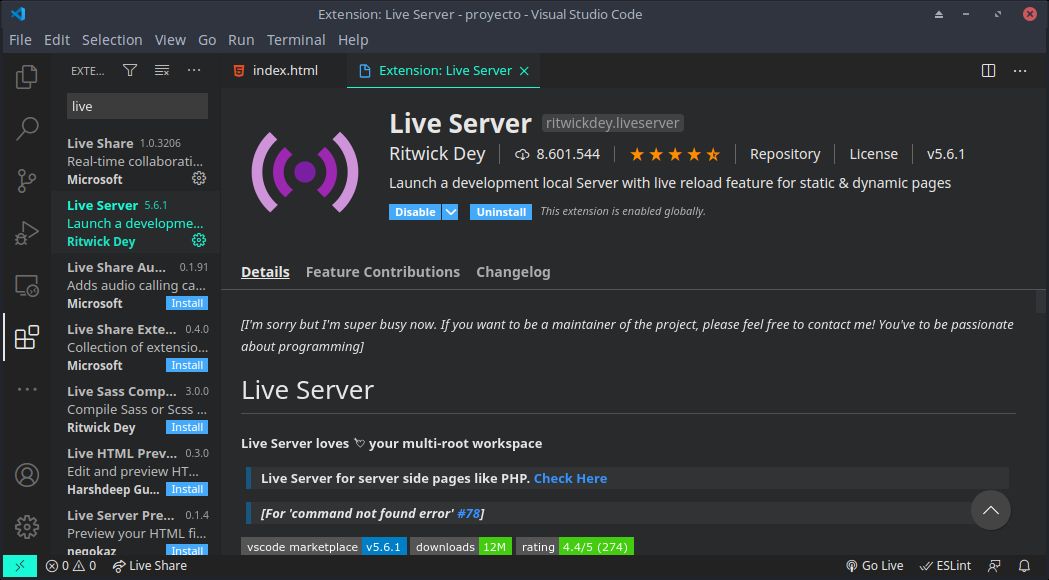 Extension: Live Server - proyecto - Visual Studio Code
File Edit Selection View Go Run Terminal Help
EXTE...
index.html
Extension: Live Server
live
Live Share 1.0.3206
Real-time collaborati...
Microsoft
Live Server 5.6.1
Launch a developme...
Ritwick Dey
Live Share Au... 0.1.91
Adds audio calling ca...
Microsoft Install
Live Share Exte... 0.4.0
Collection of extensio...
Microsoft Install
Live Sass Comp... 3.0.0
Compile Sass or Scss ...
Ritwick Dey Install
Live HTML Prev... 0.3.0
Edit and preview HT...
Harshdeep Gu... Install
Live Server Pre... 0.1.4
Preview your HTML fi...
negokaz Install
Live Server ritwickdey.liveserver
Ritwick Dey 8.601.544 Repository License v5.6.1
Launch a development local Server with live reload feature for static & dynamic pages
Disable Uninstall This extension is enabled globally.
Details Feature Contributions Changelog
[I'm sorry but I'm super busy now. If you want to be a maintainer of the project, please feel free to contact me! You've to be passionate
about programming]
Live Server
Live Server loves 💘 your multi-root workspace
Live Server for server side pages like PHP. Check Here
[For 'command not found error' #78]
vscode marketplace v5.6.1 downloads 12M rating 4.4/5 (274)
0 0 Live Share Go Live ESLint